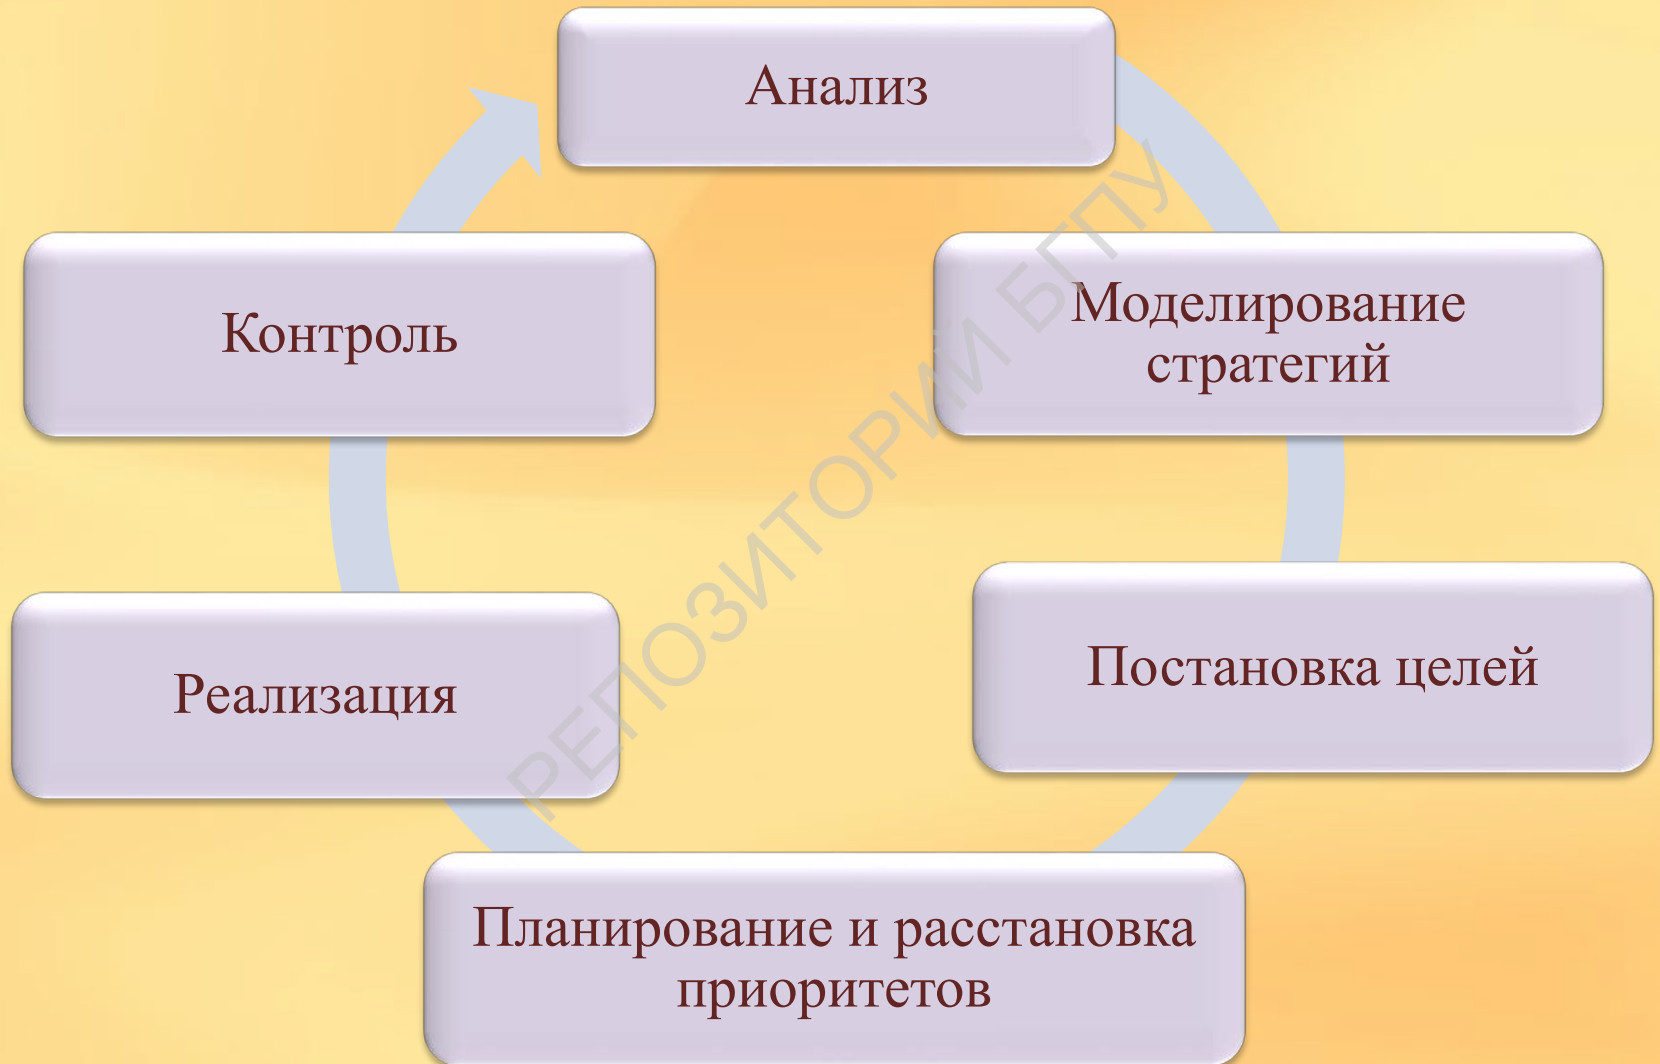 Анализ
Моделирование
стратегий
Постановка целей
Планирование и расстановка
приоритетов
Реализация
Контроль
РЕПОЗИТОРИЙ БГПУ